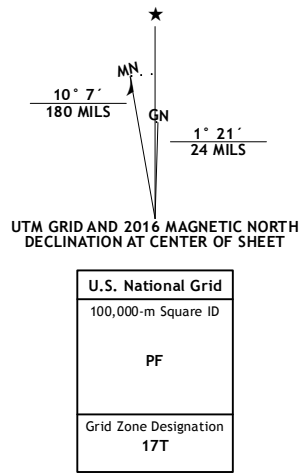 ★
MN
10° 7´
180 MILS
GN
1° 21´
24 MILS
UTM GRID AND 2016 MAGNETIC NORTH
DECLINATION AT CENTER OF SHEET
U.S. National Grid
100,000-m Square ID
PF
Grid Zone Designation
17T